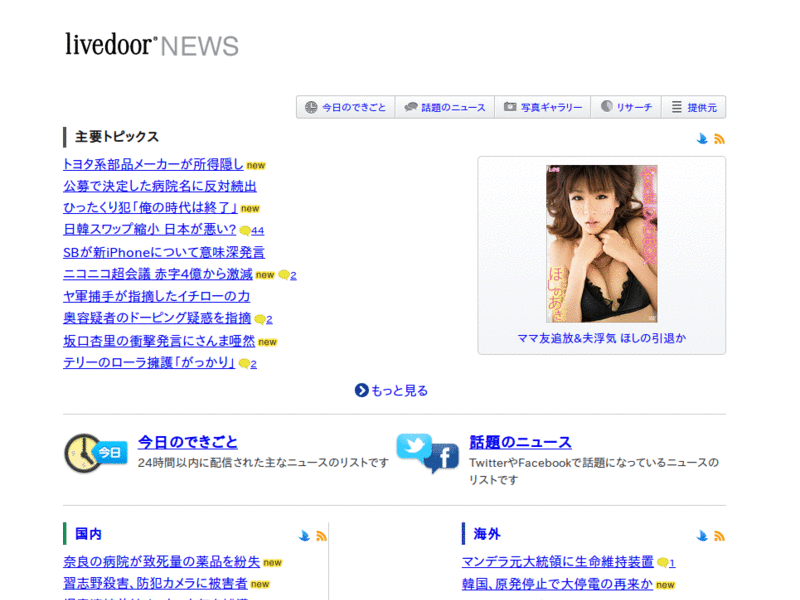 livedoor NEWS
今日のできごと 話題のニュース 写真ギャラリー リサーチ 提供元
主要トピックス
トヨタ系部品メーカーが所得隠し new
公募で決定した病院名に反対続出
ひったくり犯「俺の時代は終了」 new
日韓スワップ縮小 日本が悪い? 44
SBが新iPhoneについて意味深発言
ニコニコ超会議 赤字4億から激減 new 2
ヤ軍捕手が指摘したイチローの力
奥容疑者のドーピング疑惑を指摘 2
坂口杏里の衝撃発言にさんま唖然 new
テリーのローラ擁護「がっかり」 2
ほしのあき
ママ友追放&夫浮気 ほしの引退か
もっと見る
今日
今日のできごと
24時間以内に配信された主なニュースのリストです
話題のニュース
TwitterやFacebookで話題になっているニュースの
リストです
国内
奈良の病院が致死量の薬品を紛失 new
習志野殺害、防犯カメラに被害者 new
海外
マンデラ元大統領に生命維持装置 1
韓国、原発停止で大停電の再来か new